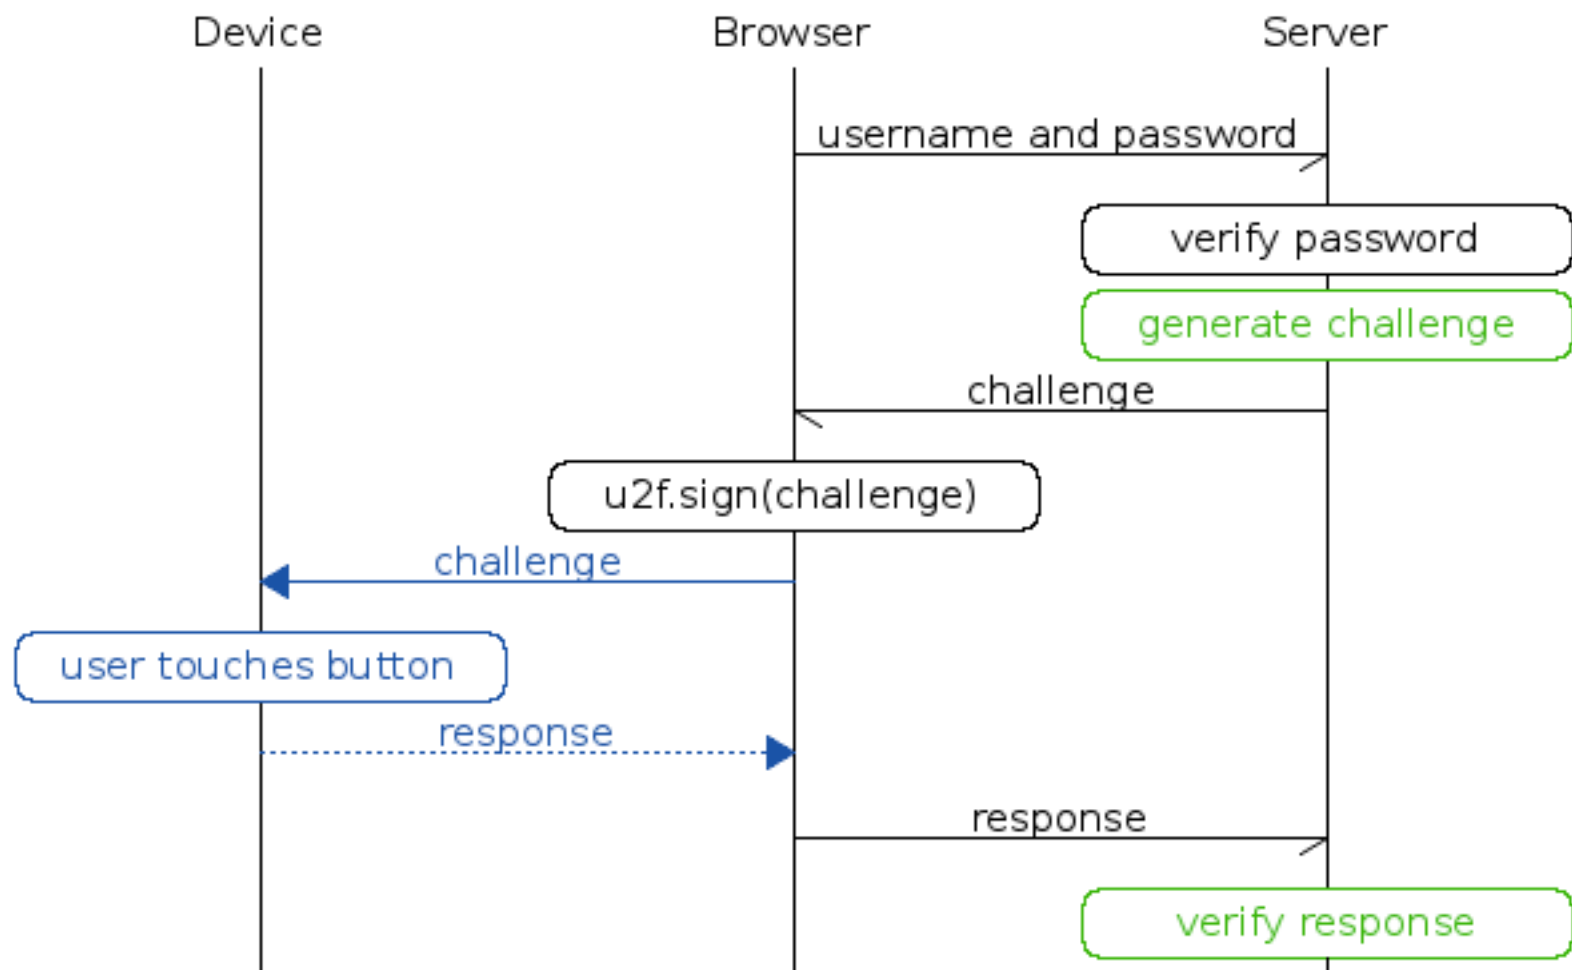 Device
Browser
Server
username and password
verify password
generate challenge
challenge
u2f.sign(challenge)
challenge
user touches button
response
response
verify response